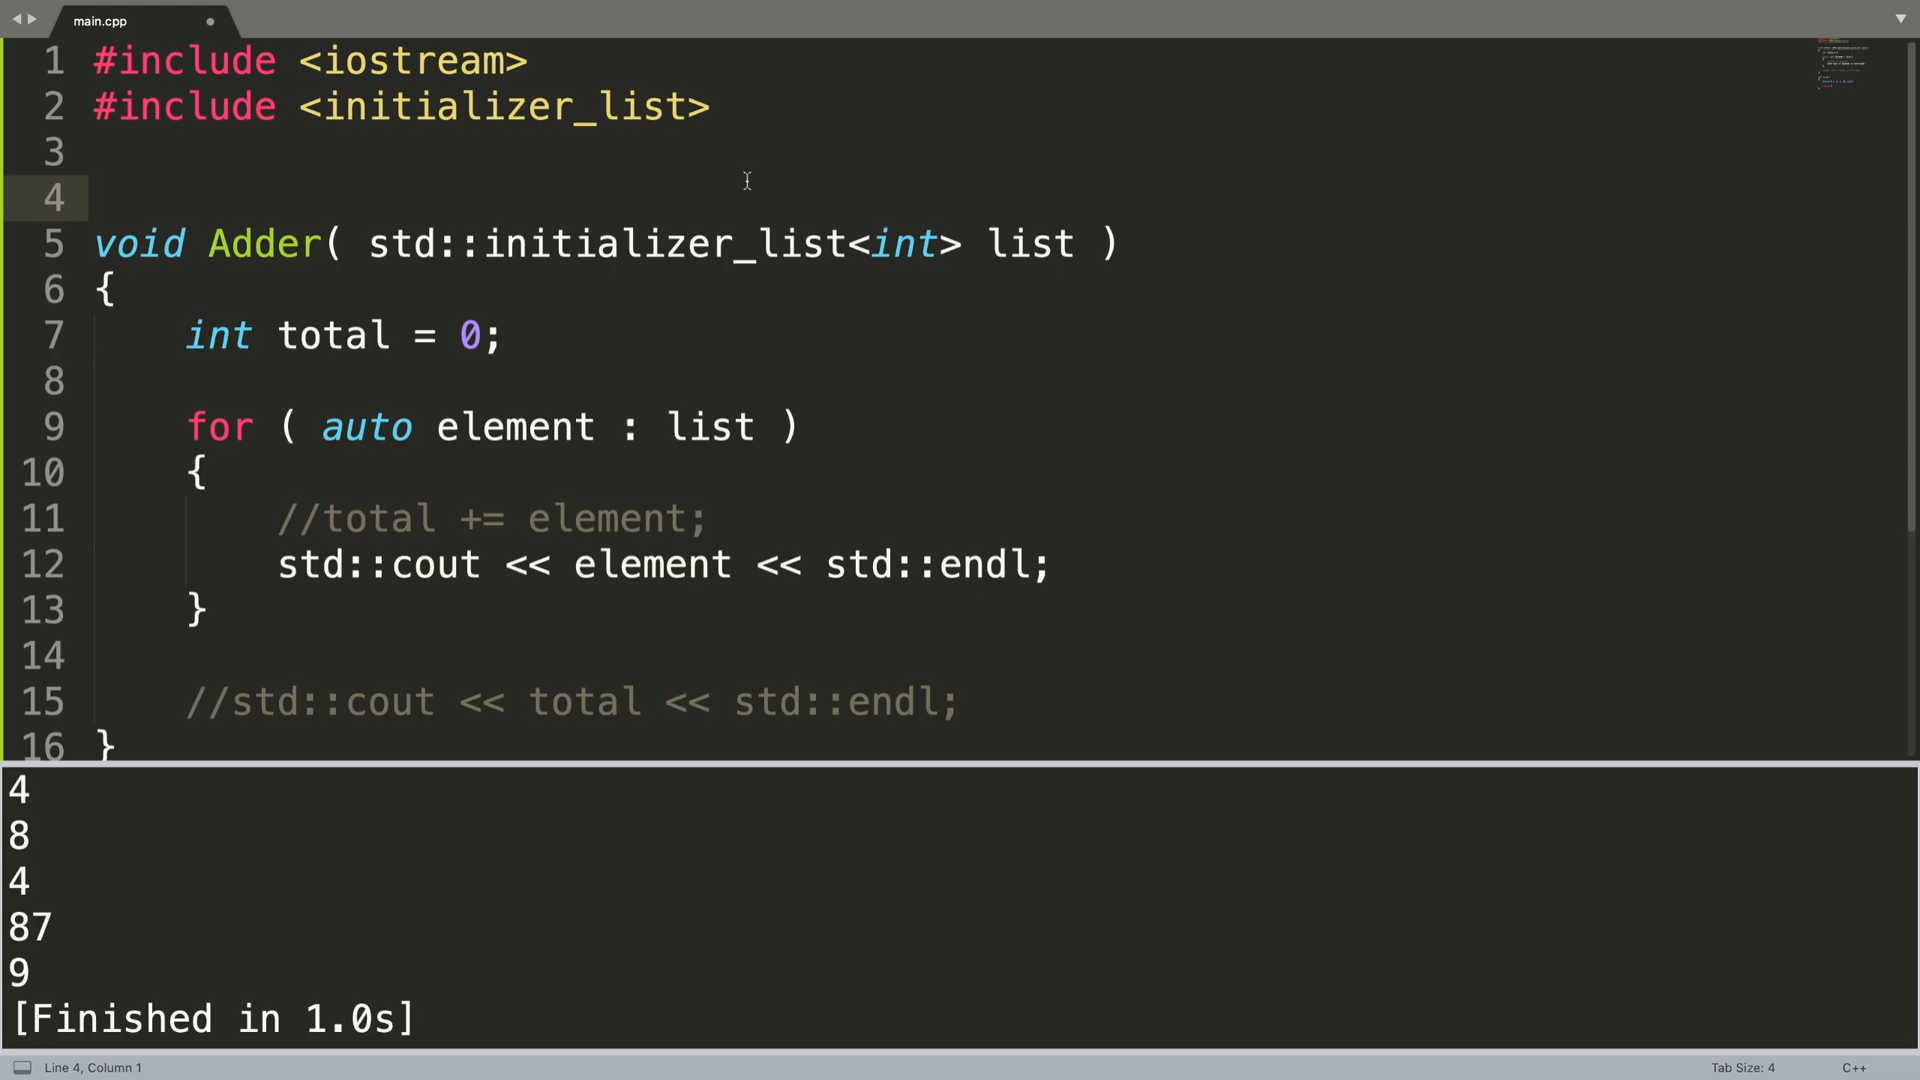 main.cpp
1 #include <iostream>
2 #include <initializer_list>
3
4
5 void Adder( std::initializer_list<int> list )
6 {
7 int total = 0;
8
9 for ( auto element : list )
10 {
11 //total += element;
12 std::cout << element << std::endl;
13 }
14
15 //std::cout << total << std::endl;
16 }
4
8
4
87
9
[Finished in 1.0s]
Line 4, Column 1
Tab Size: 4
C++